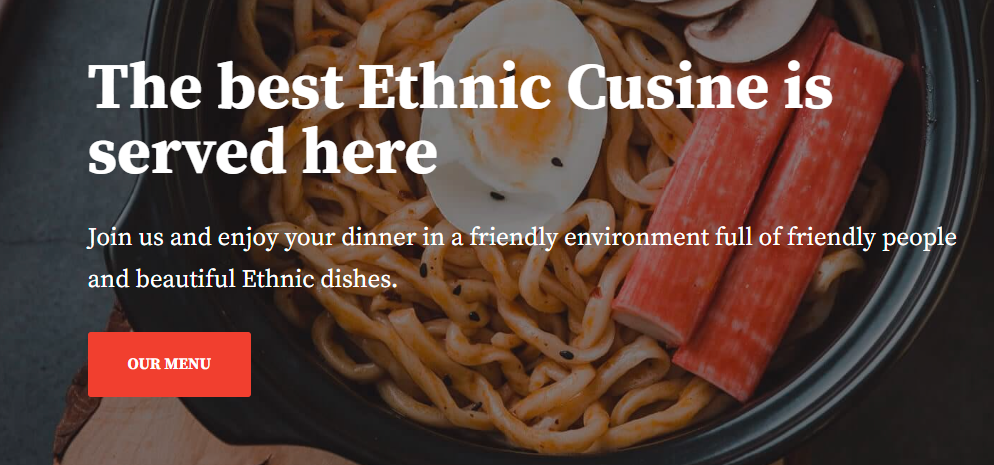 The best Ethnic Cusine is
served here
Join us and enjoy your dinner in a friendly environment full of friendly people
and beautiful Ethnic dishes.
OUR MENU